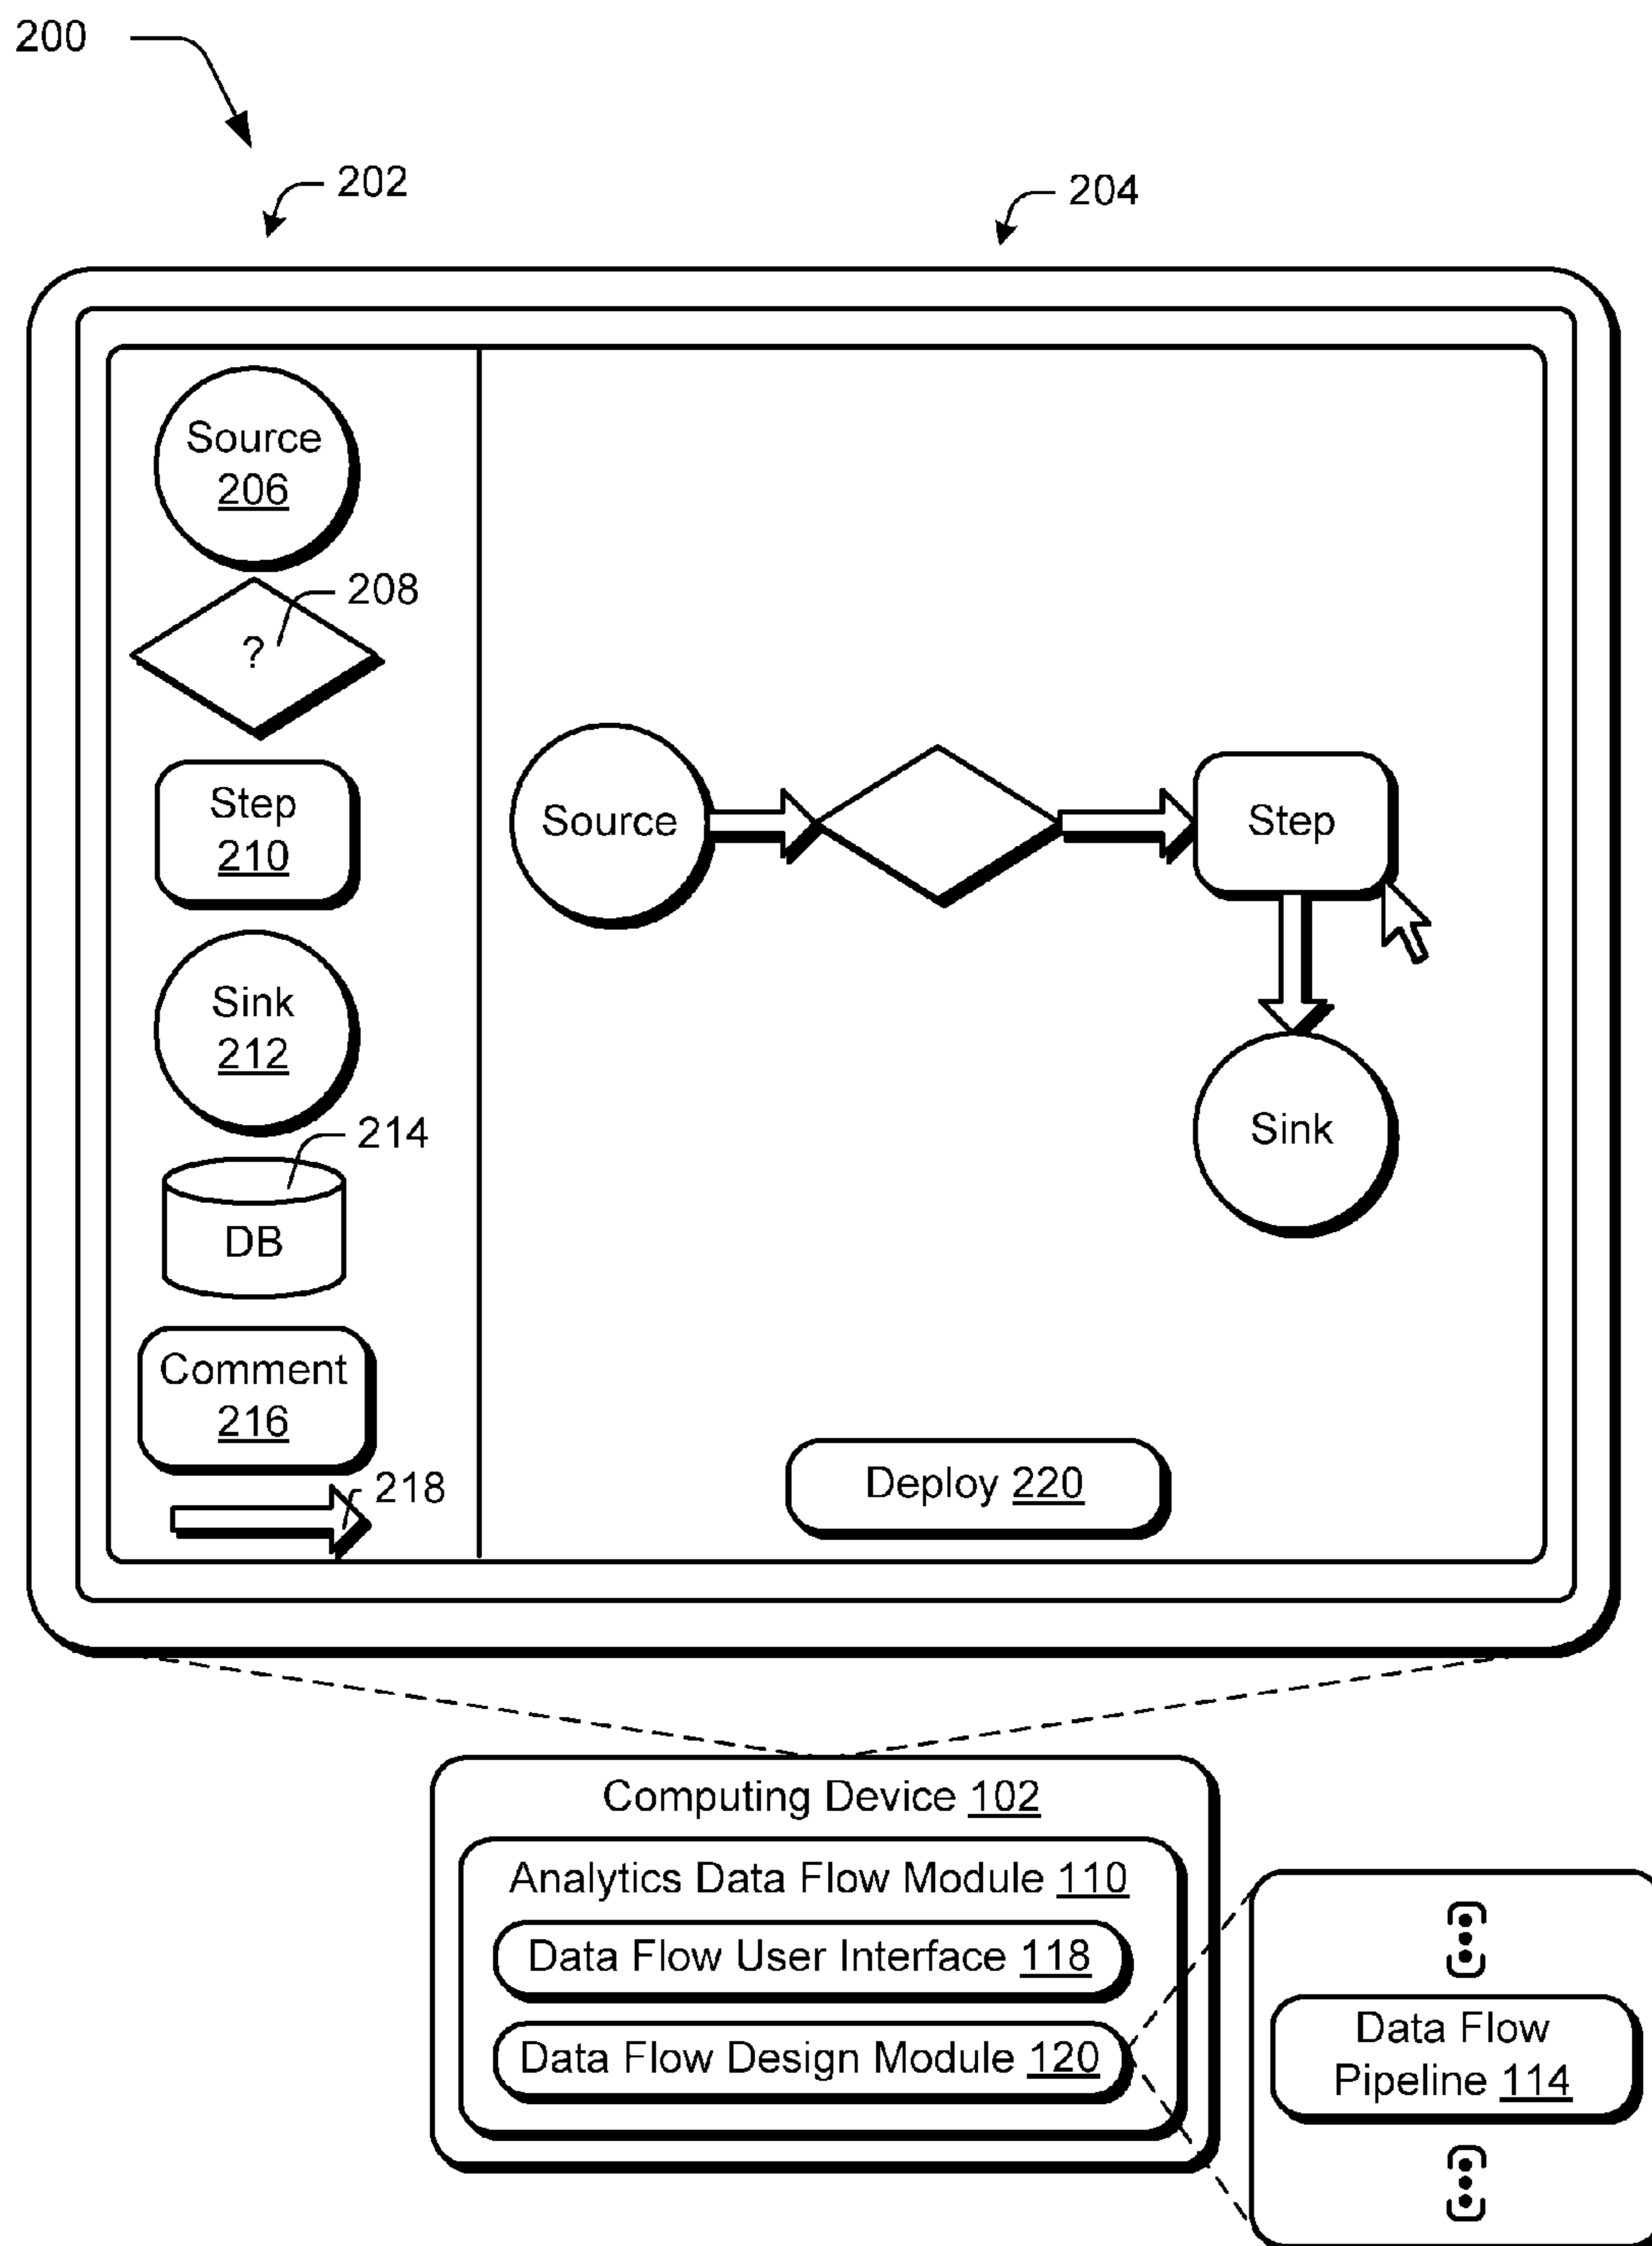 200
202
204
Source
206
208
?
Step
210
Sink
212
214
DB
Comment
216
218
Source
Step
Sink
Deploy 220
Computing Device 102
Analytics Data Flow Module 110
Data Flow User Interface 118
Data Flow Design Module 120
Data Flow
Pipeline 114